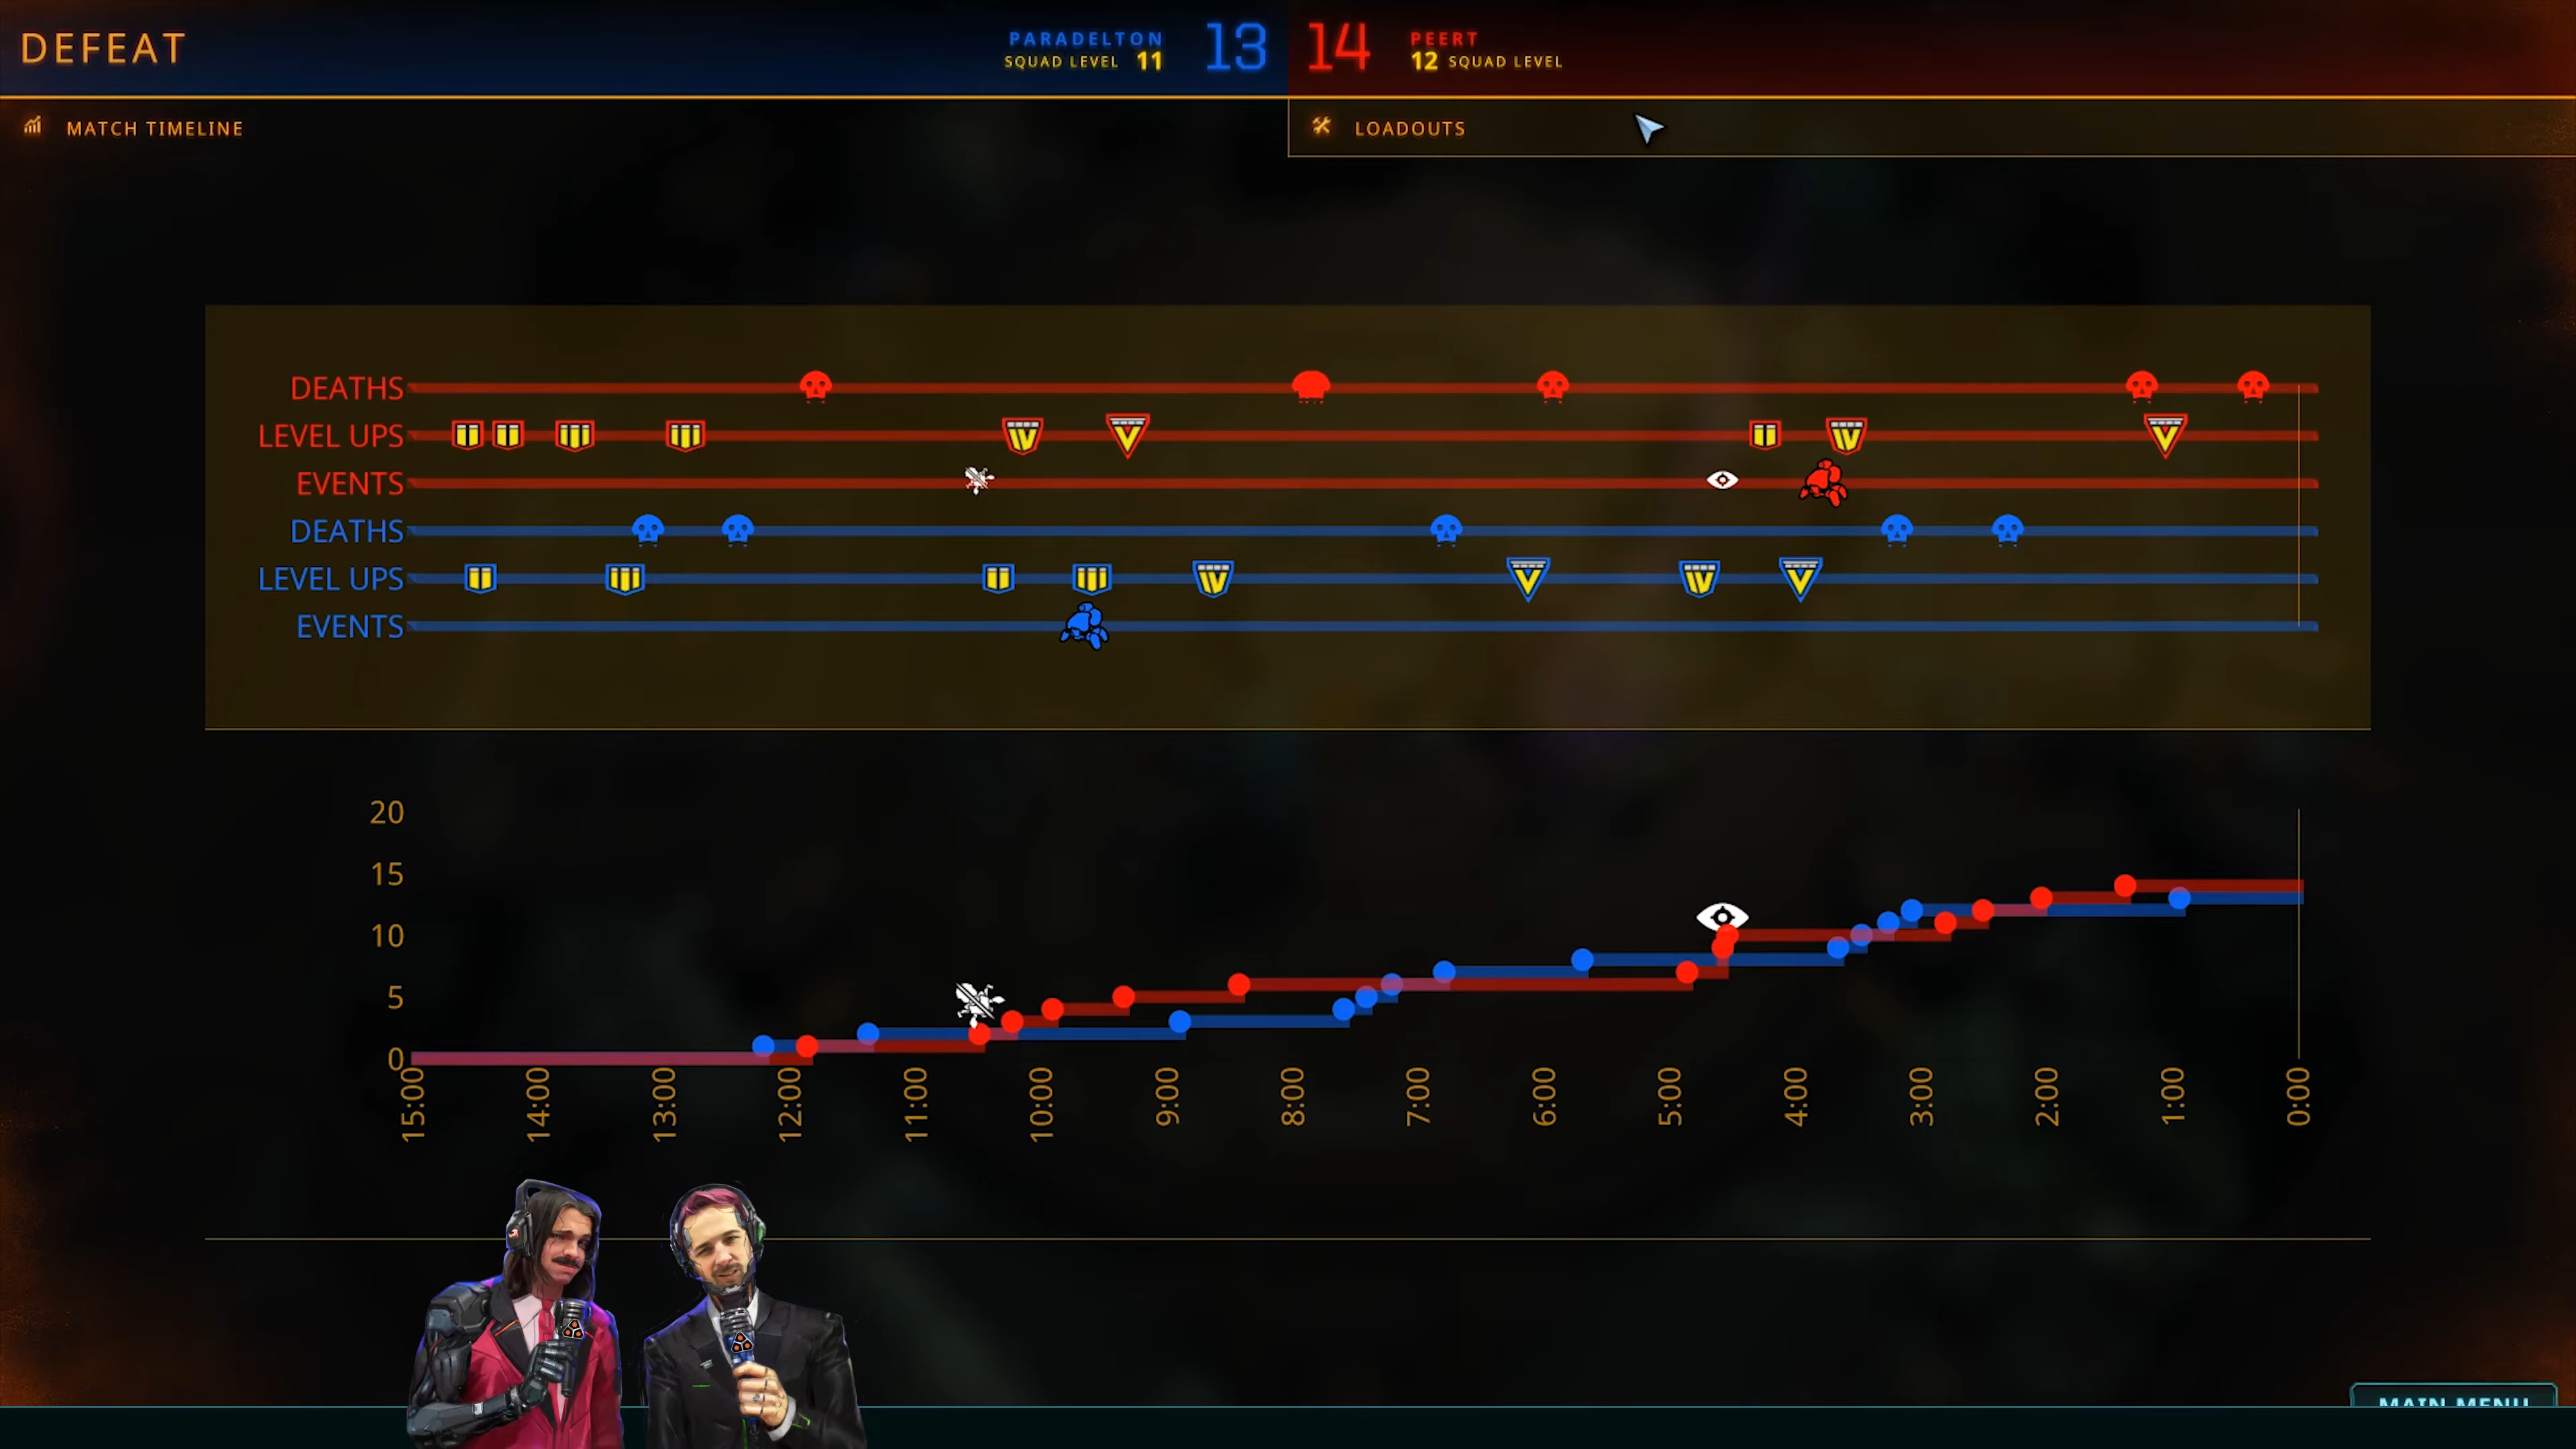 DEFEAT
PARADELTON 13 14 PEERT
SQUAD LEVEL 11 12 SQUAD LEVEL
MATCH TIMELINE
LOADOUTS
DEATHS
LEVEL UPS
EVENTS
DEATHS
LEVEL UPS
EVENTS
20
15
10
5
0
15:00 14:00 13:00 12:00 11:00 10:00 9:00 8:00 7:00 6:00 5:00 4:00 3:00 2:00 1:00 0:00
MAIN MENU